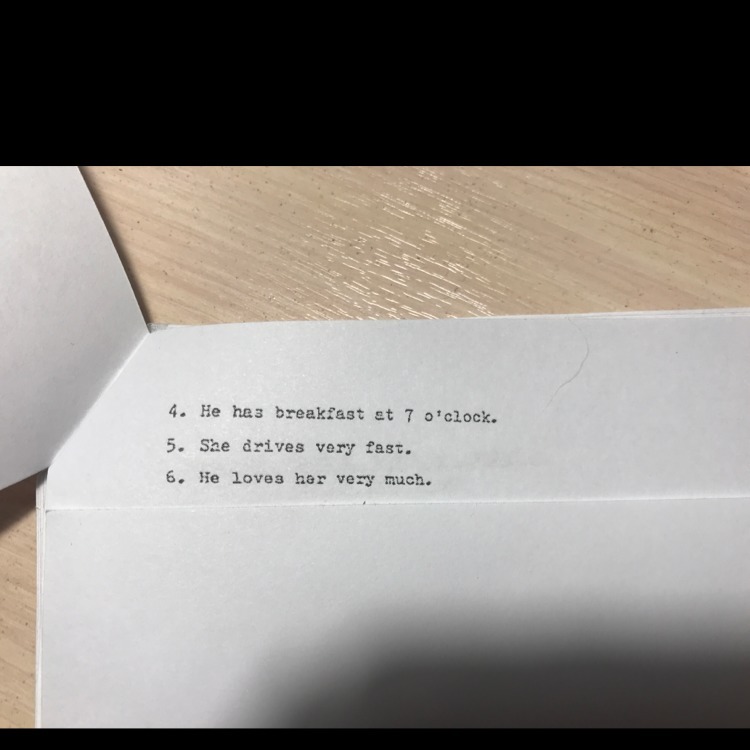 4. He has breakfast at 7 o'clock.
5. She drives very fast.
6. He loves her very much.